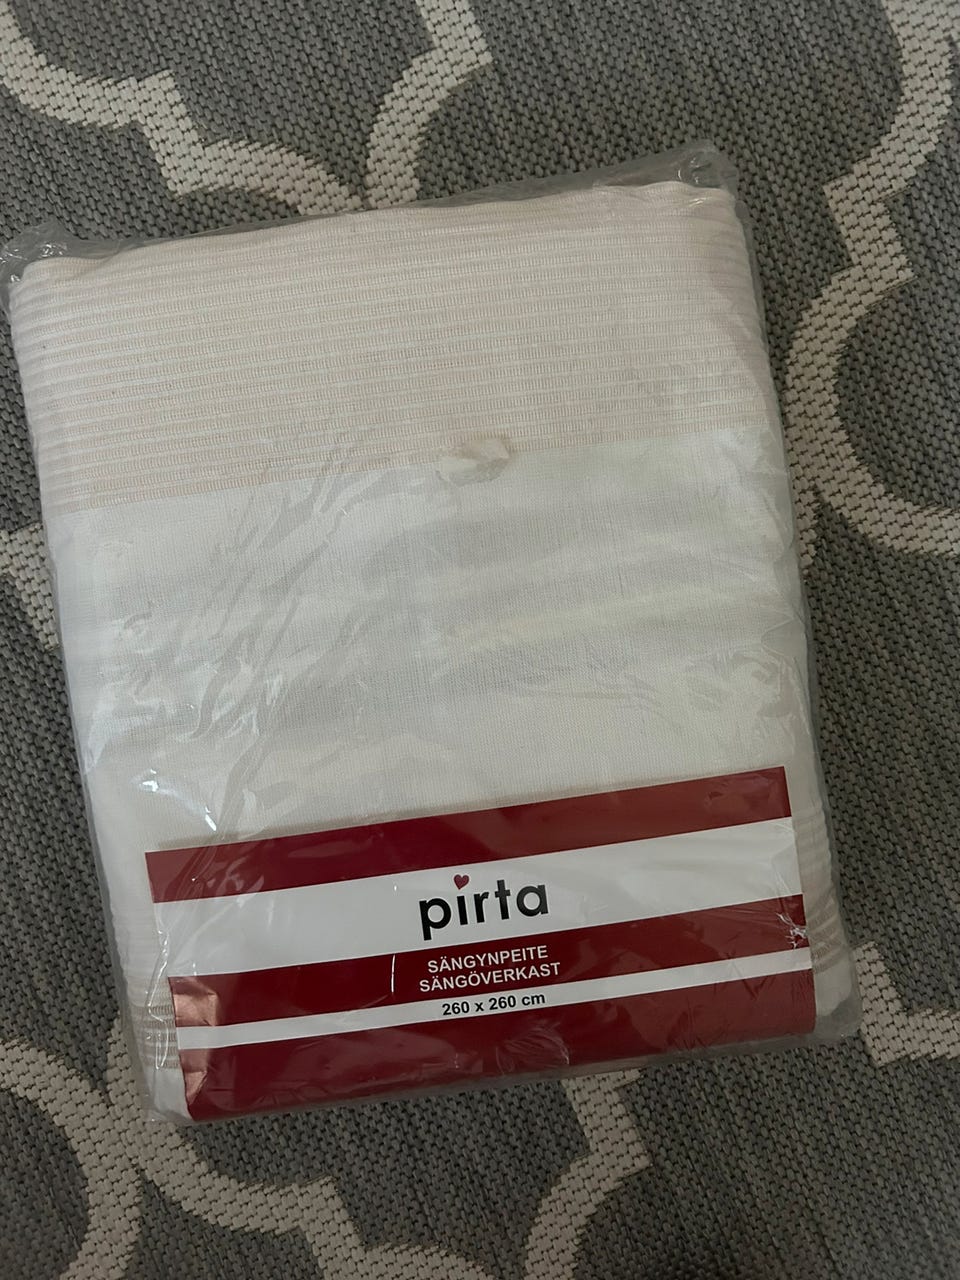 pirta
SÄNGYNPEITE
SÄNGÖVERKAST
260 x 260 cm